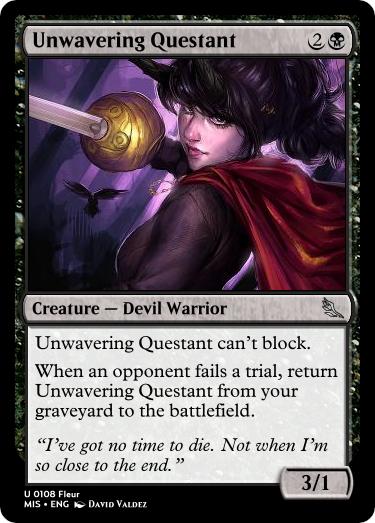 Unwavering Questant 2
Creature — Devil Warrior
Unwavering Questant can't block.
When an opponent fails a trial, return
Unwavering Questant from your
graveyard to the battlefield.
“I've got no time to die. Not when I'm
so close to the end.”
3/1
U 0108 Fleur
MIS • ENG David Valdez